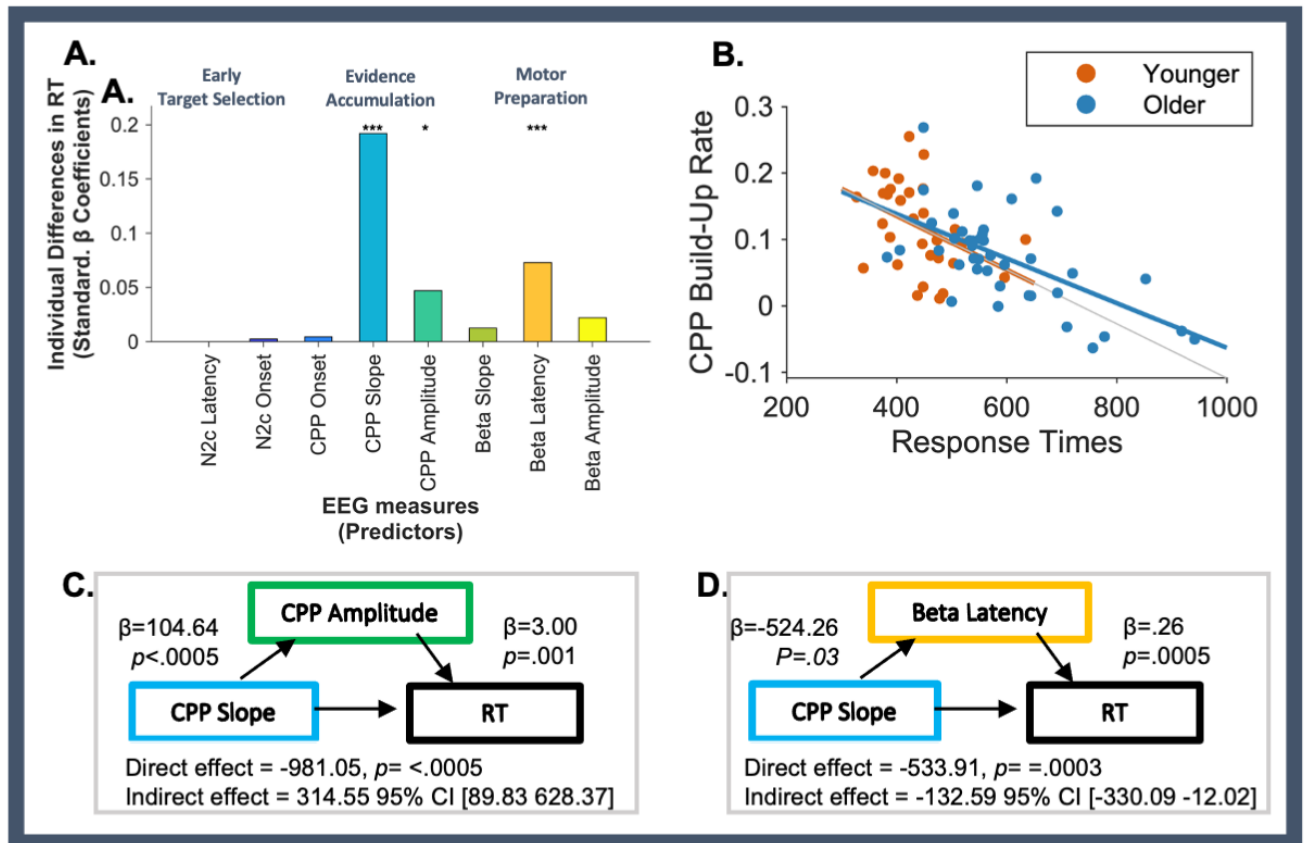 A.
A.
Early
Target Selection
Evidence
Accumulation
Motor
Preparation
Individual Differences in RT
(Standard. β Coefficients)
0.2
0.15
0.1
0.05
0
***
*
***
N2c Latency
N2c Onset
CPP Onset
CPP Slope
CPP Amplitude
Beta Slope
Beta Latency
Beta Amplitude
EEG measures
(Predictors)
B.
Younger
Older
CPP Build-Up Rate
0.3
0.2
0.1
0
-0.1
200
400
600
800
1000
Response Times
C.
CPP Amplitude
β=104.64
p<.0005
β=3.00
p=.001
CPP Slope
RT
Direct effect = -981.05, p= <.0005
Indirect effect = 314.55 95% CI [89.83 628.37]
D.
Beta Latency
β=-524.26
P=.03
β=.26
p=.0005
CPP Slope
RT
Direct effect = -533.91, p= =.0003
Indirect effect = -132.59 95% CI [-330.09 -12.02]